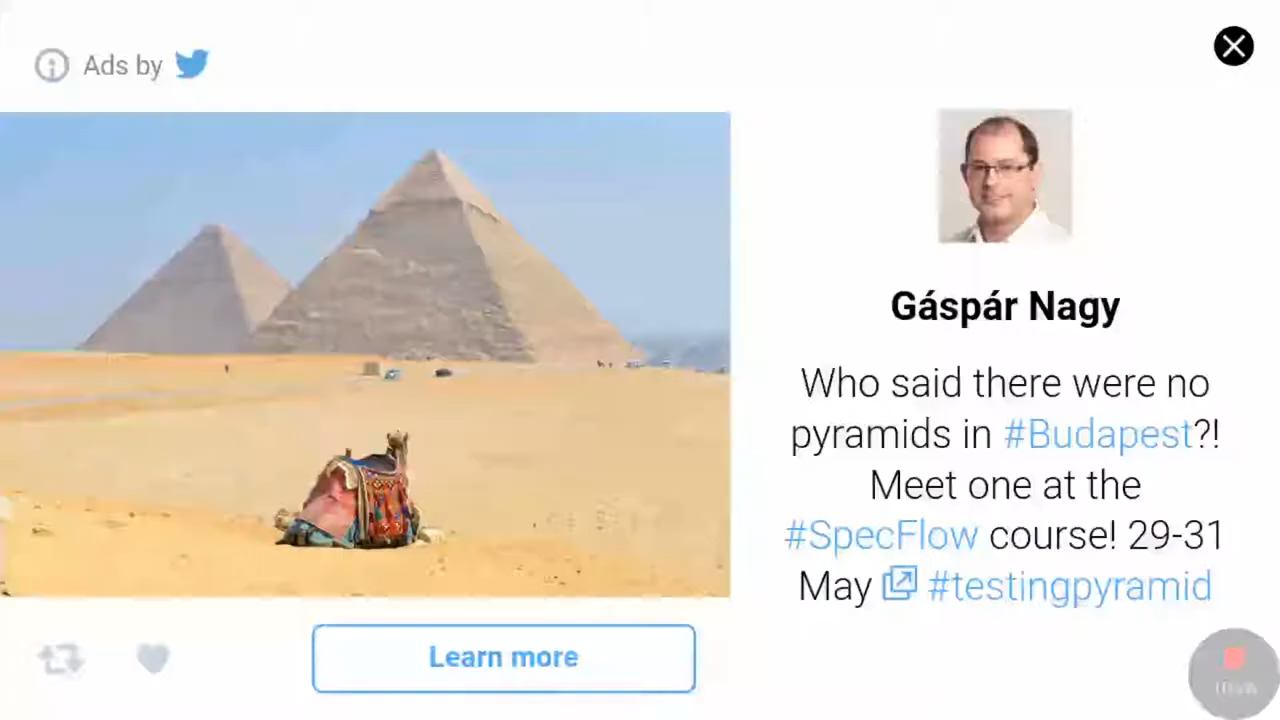 Ads by
Gáspár Nagy
Who said there were no
pyramids in #Budapest?!
Meet one at the
#SpecFlow course! 29-31
May #testingpyramid
Learn more